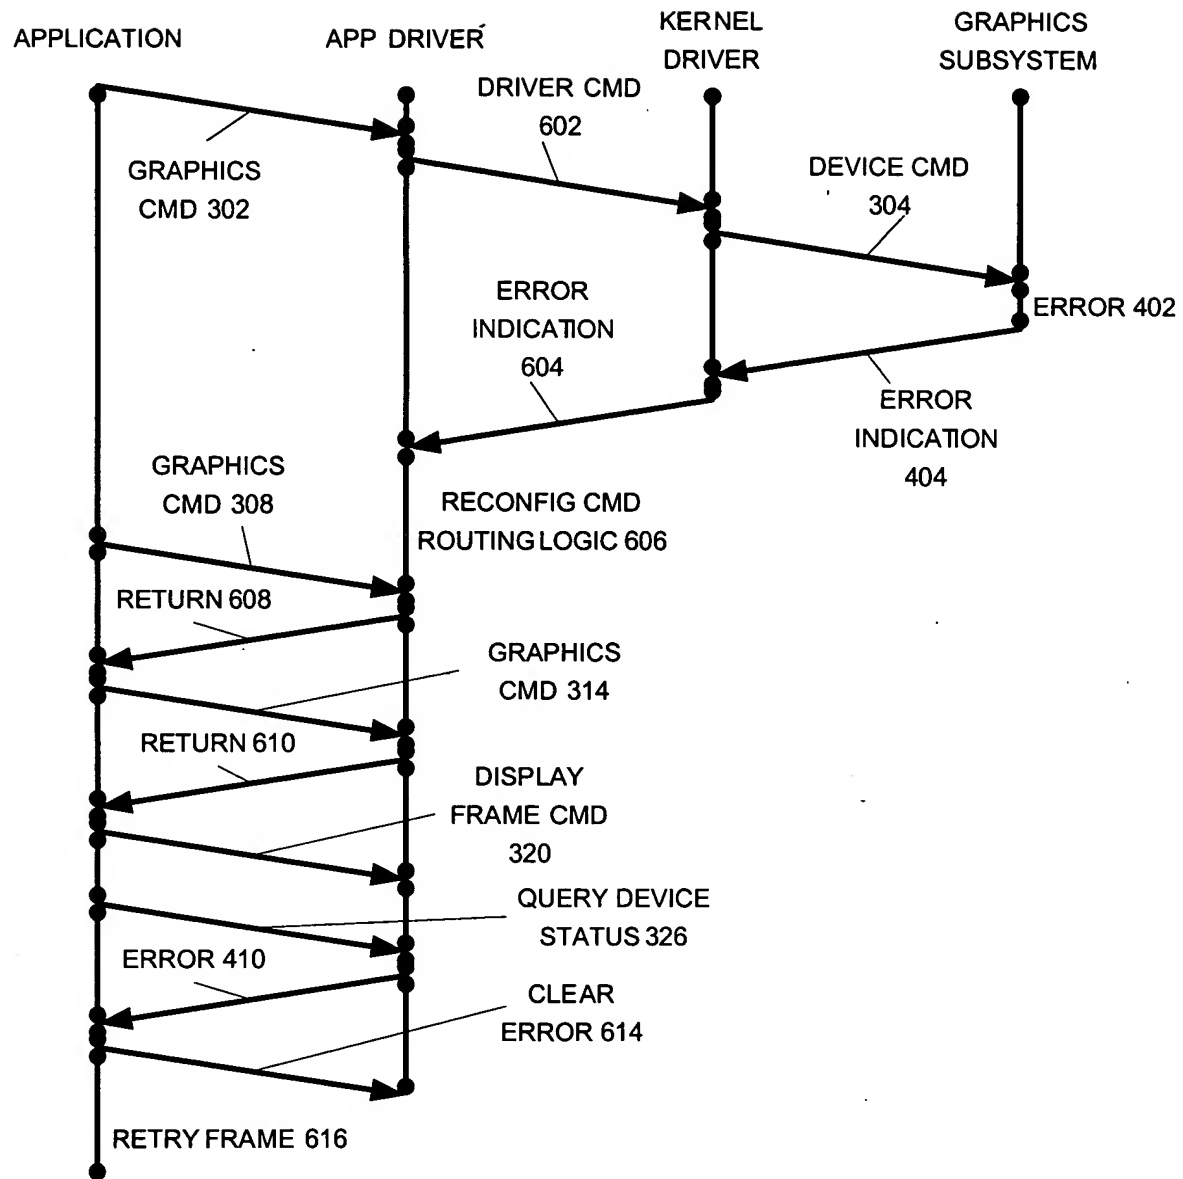 APPLICATION
APP DRIVER
KERNEL
DRIVER
GRAPHICS
SUBSYSTEM
DRIVER CMD
602
GRAPHICS
CMD 302
DEVICE CMD
304
ERROR
INDICATION
604
ERROR 402
ERROR
INDICATION
404
GRAPHICS
CMD 308
RECONFIG CMD
ROUTING LOGIC 606
RETURN 608
GRAPHICS
CMD 314
RETURN 610
DISPLAY
FRAME CMD
320
QUERY DEVICE
STATUS 326
ERROR 410
CLEAR
ERROR 614
RETRY FRAME 616